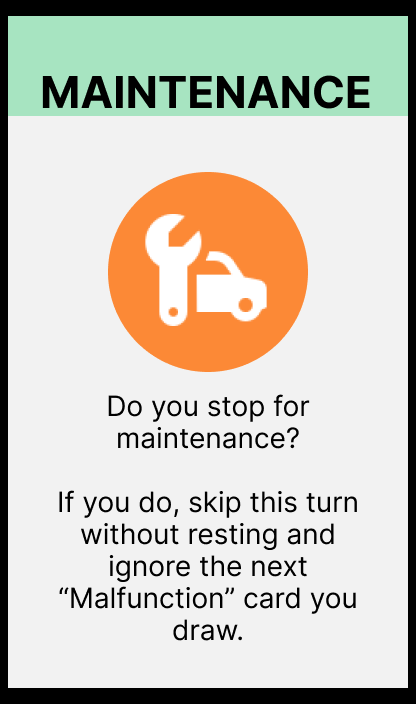 MAINTENANCE
Do you stop for
maintenance?
If you do, skip this turn
without resting and
ignore the next
“Malfunction” card you
draw.